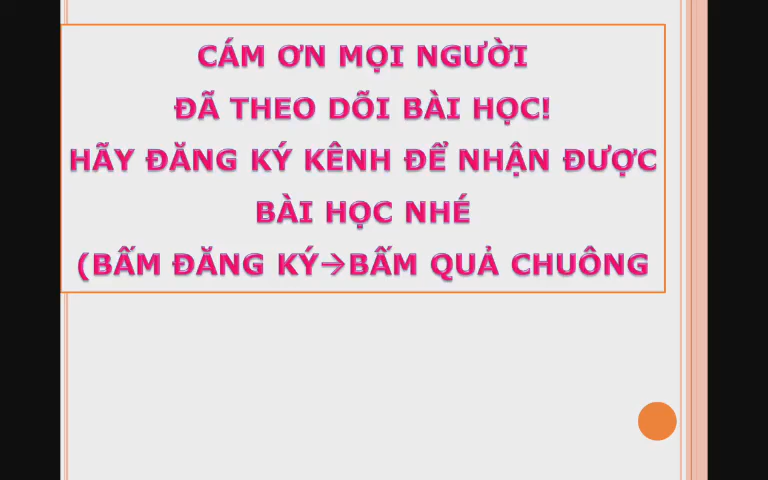 CÁM ƠN MỌI NGƯỜI
ĐÃ THEO DÕI BÀI HỌC!
HÃY ĐĂNG KÝ KÊNH ĐỂ NHẬN ĐƯỢC
BÀI HỌC NHÉ
(BẤM ĐĂNG KÝ→BẤM QUẢ CHUÔNG